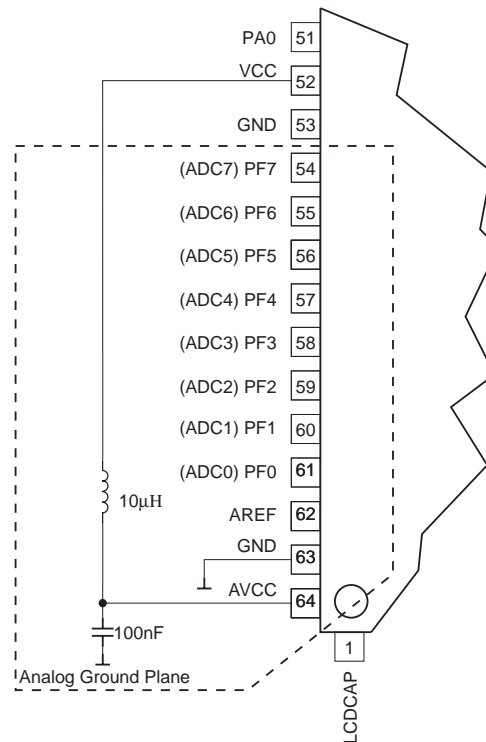 PA0 51
VCC 52
GND 53
(ADC7) PF7 54
(ADC6) PF6 55
(ADC5) PF5 56
(ADC4) PF4 57
(ADC3) PF3 58
(ADC2) PF2 59
(ADC1) PF1 60
(ADC0) PF0 61
10µH
AREF 62
GND 63
AVCC 64
100nF
1
Analog Ground Plane
LCDCAP